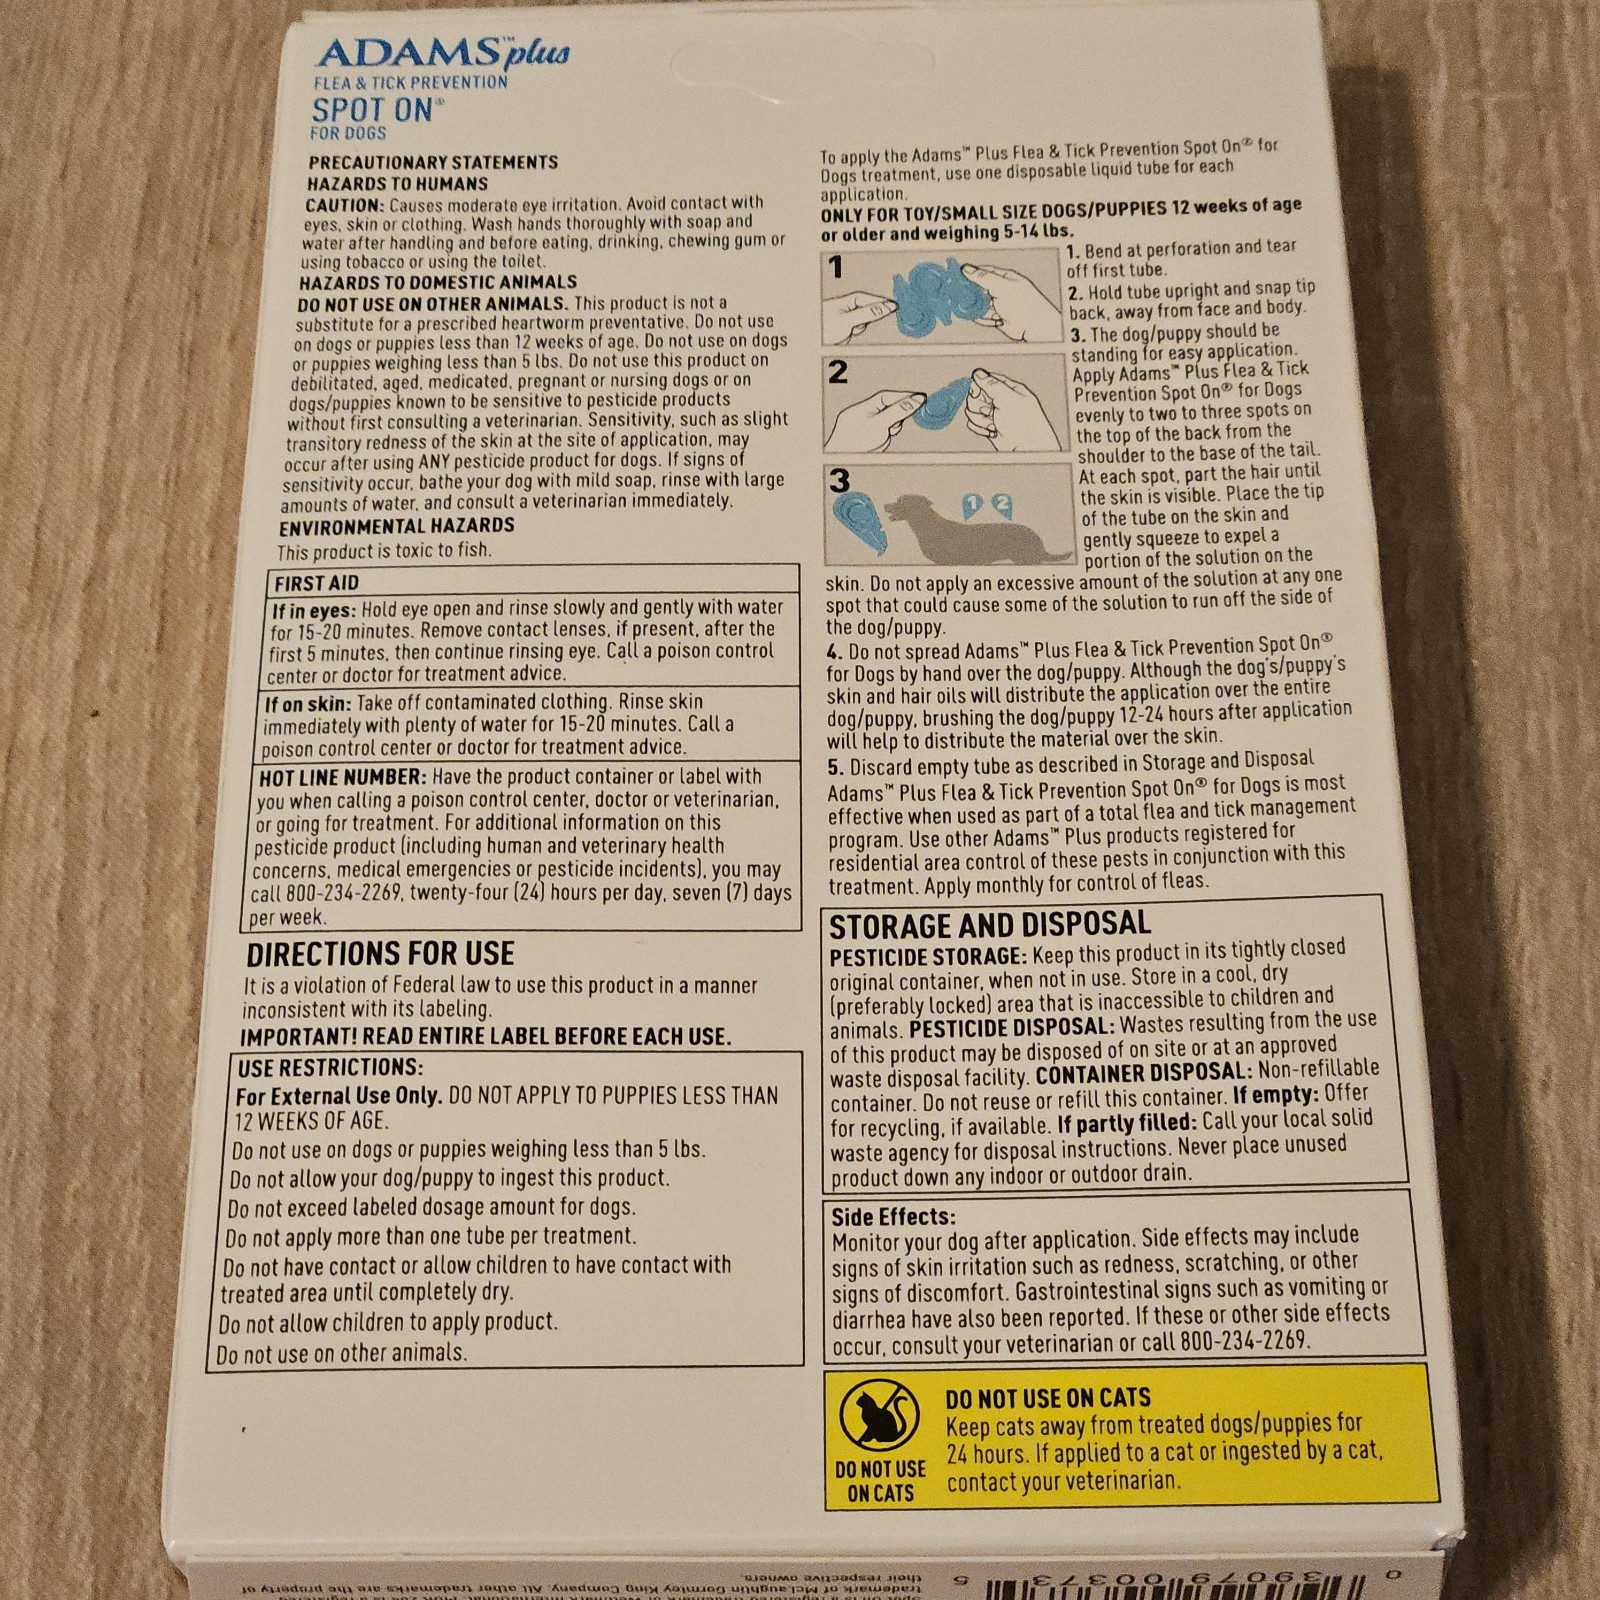 ADAMS™ plus
FLEA & TICK PREVENTION
SPOT ON®
FOR DOGS
PRECAUTIONARY STATEMENTS
HAZARDS TO HUMANS
CAUTION: Causes moderate eye irritation. Avoid contact with
eyes, skin or clothing. Wash hands thoroughly with soap and
water after handling and before eating, drinking, chewing gum or
using tobacco or using the toilet.
HAZARDS TO DOMESTIC ANIMALS
DO NOT USE ON OTHER ANIMALS. This product is not a
substitute for a prescribed heartworm preventative. Do not use
on dogs or puppies less than 12 weeks of age. Do not use on dogs
or puppies weighing less than 5 lbs. Do not use this product on
debilitated, aged, medicated, pregnant or nursing dogs or on
dogs/puppies known to be sensitive to pesticide products
without first consulting a veterinarian. Sensitivity, such as slight
transitory redness of the skin at the site of application, may
occur after using ANY pesticide product for dogs. If signs of
sensitivity occur, bathe your dog with mild soap, rinse with large
amounts of water, and consult a veterinarian immediately.
ENVIRONMENTAL HAZARDS
This product is toxic to fish.
FIRST AID
If in eyes: Hold eye open and rinse slowly and gently with water
for 15-20 minutes. Remove contact lenses, if present, after the
first 5 minutes, then continue rinsing eye. Call a poison control
center or doctor for treatment advice.
If on skin: Take off contaminated clothing. Rinse skin
immediately with plenty of water for 15-20 minutes. Call a
poison control center or doctor for treatment advice.
HOT LINE NUMBER: Have the product container or label with
you when calling a poison control center, doctor or veterinarian,
or going for treatment. For additional information on this
pesticide product (including human and veterinary health
concerns, medical emergencies or pesticide incidents), you may
call 800-234-2269, twenty-four (24) hours per day, seven (7) days
per week.
DIRECTIONS FOR USE
It is a violation of Federal law to use this product in a manner
inconsistent with its labeling.
IMPORTANT! READ ENTIRE LABEL BEFORE EACH USE.
USE RESTRICTIONS:
For External Use Only. DO NOT APPLY TO PUPPIES LESS THAN
12 WEEKS OF AGE.
Do not use on dogs or puppies weighing less than 5 lbs.
Do not allow your dog/puppy to ingest this product.
Do not exceed labeled dosage amount for dogs.
Do not apply more than one tube per treatment.
Do not have contact or allow children to have contact with
treated area until completely dry.
Do not allow children to apply product.
Do not use on other animals.
To apply the Adams™ Plus Flea & Tick Prevention Spot On® for
Dogs treatment, use one disposable liquid tube for each
application.
ONLY FOR TOY/SMALL SIZE DOGS/PUPPIES 12 weeks of age
or older and weighing 5-14 lbs.
1
2
3
1 2
1. Bend at perforation and tear
off first tube.
2. Hold tube upright and snap tip
back, away from face and body.
3. The dog/puppy should be
standing for easy application.
Apply Adams™ Plus Flea & Tick
Prevention Spot On® for Dogs
evenly to two to three spots on
the top of the back from the
shoulder to the base of the tail.
At each spot, part the hair until
the skin is visible. Place the tip
of the tube on the skin and
gently squeeze to expel a
portion of the solution on the
skin. Do not apply an excessive amount of the solution at any one
spot that could cause some of the solution to run off the side of
the dog/puppy.
4. Do not spread Adams™ Plus Flea & Tick Prevention Spot On®
for Dogs by hand over the dog/puppy. Although the dog's/puppy's
skin and hair oils will distribute the application over the entire
dog/puppy, brushing the dog/puppy 12-24 hours after application
will help to distribute the material over the skin.
5. Discard empty tube as described in Storage and Disposal
Adams™ Plus Flea & Tick Prevention Spot On® for Dogs is most
effective when used as part of a total flea and tick management
program. Use other Adams™ Plus products registered for
residential area control of these pests in conjunction with this
treatment. Apply monthly for control of fleas.
STORAGE AND DISPOSAL
PESTICIDE STORAGE: Keep this product in its tightly closed
original container, when not in use. Store in a cool, dry
(preferably locked) area that is inaccessible to children and
animals. PESTICIDE DISPOSAL: Wastes resulting from the use
of this product may be disposed of on site or at an approved
waste disposal facility. CONTAINER DISPOSAL: Non-refillable
container. Do not reuse or refill this container. If empty: Offer
for recycling, if available. If partly filled: Call your local solid
waste agency for disposal instructions. Never place unused
product down any indoor or outdoor drain.
Side Effects:
Monitor your dog after application. Side effects may include
signs of skin irritation such as redness, scratching, or other
signs of discomfort. Gastrointestinal signs such as vomiting or
diarrhea have also been reported. If these or other side effects
occur, consult your veterinarian or call 800-234-2269.
DO NOT USE
ON CATS
DO NOT USE ON CATS
Keep cats away from treated dogs/puppies for
24 hours. If applied to a cat or ingested by a cat,
contact your veterinarian.
trademark of McLaughlin Gormley King Company. All other trademarks are the property of
their respective owners.
0 39079 00373 5